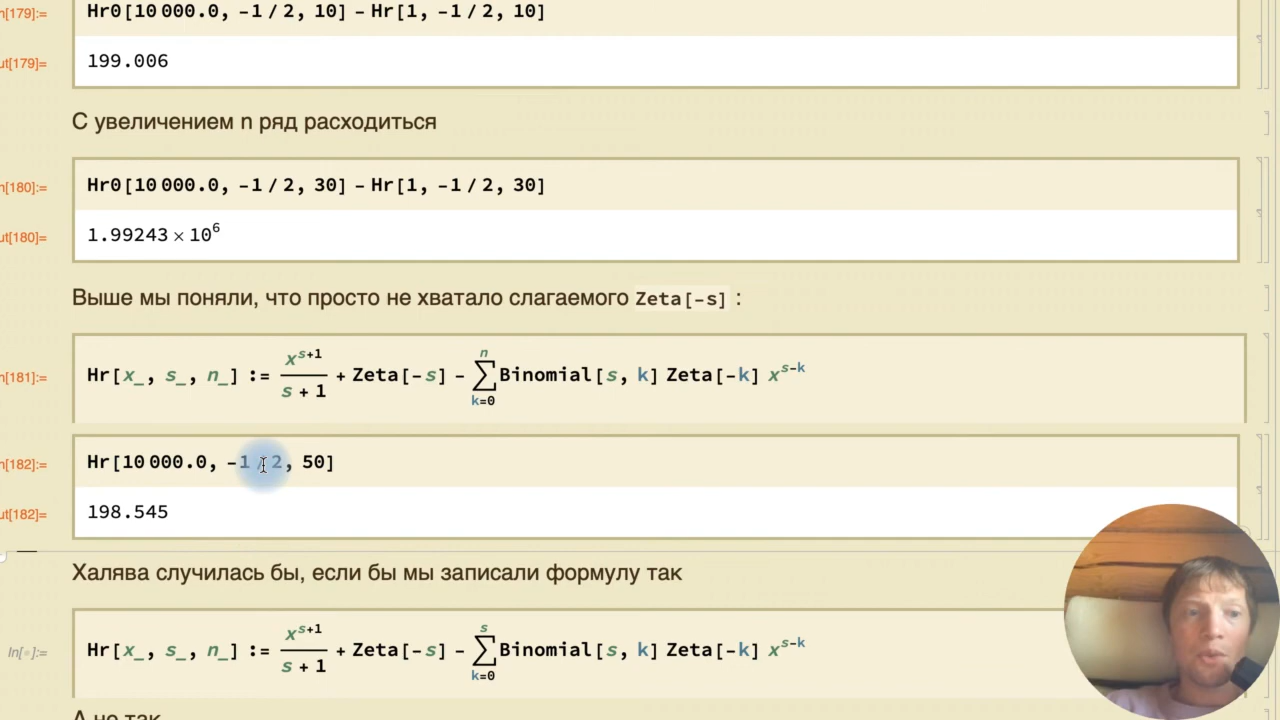 n[179]:= Hr0[10 000.0, -1 / 2, 10] - Hr[1, -1 / 2, 10]
ut[179]= 199.006
С увеличением n ряд расходиться
n[180]:= Hr0[10 000.0, -1 / 2, 30] - Hr[1, -1 / 2, 30]
ut[180]= 1.99243 × 10^6
Выше мы поняли, что просто не хватало слагаемого Zeta[-s] :
n[181]:= Hr[x_, s_, n_] := x^(s+1) / (s + 1) + Zeta[-s] - ∑_{k=0}^{n} Binomial[s, k] Zeta[-k] x^(s-k)
n[182]:= Hr[10 000.0, -1 / 2, 50]
ut[182]= 198.545
Халява случилась бы, если бы мы записали формулу так
In[•]:= Hr[x_, s_, n_] := x^(s+1) / (s + 1) + Zeta[-s] - ∑_{k=0}^{s} Binomial[s, k] Zeta[-k] x^(s-k)
А не так